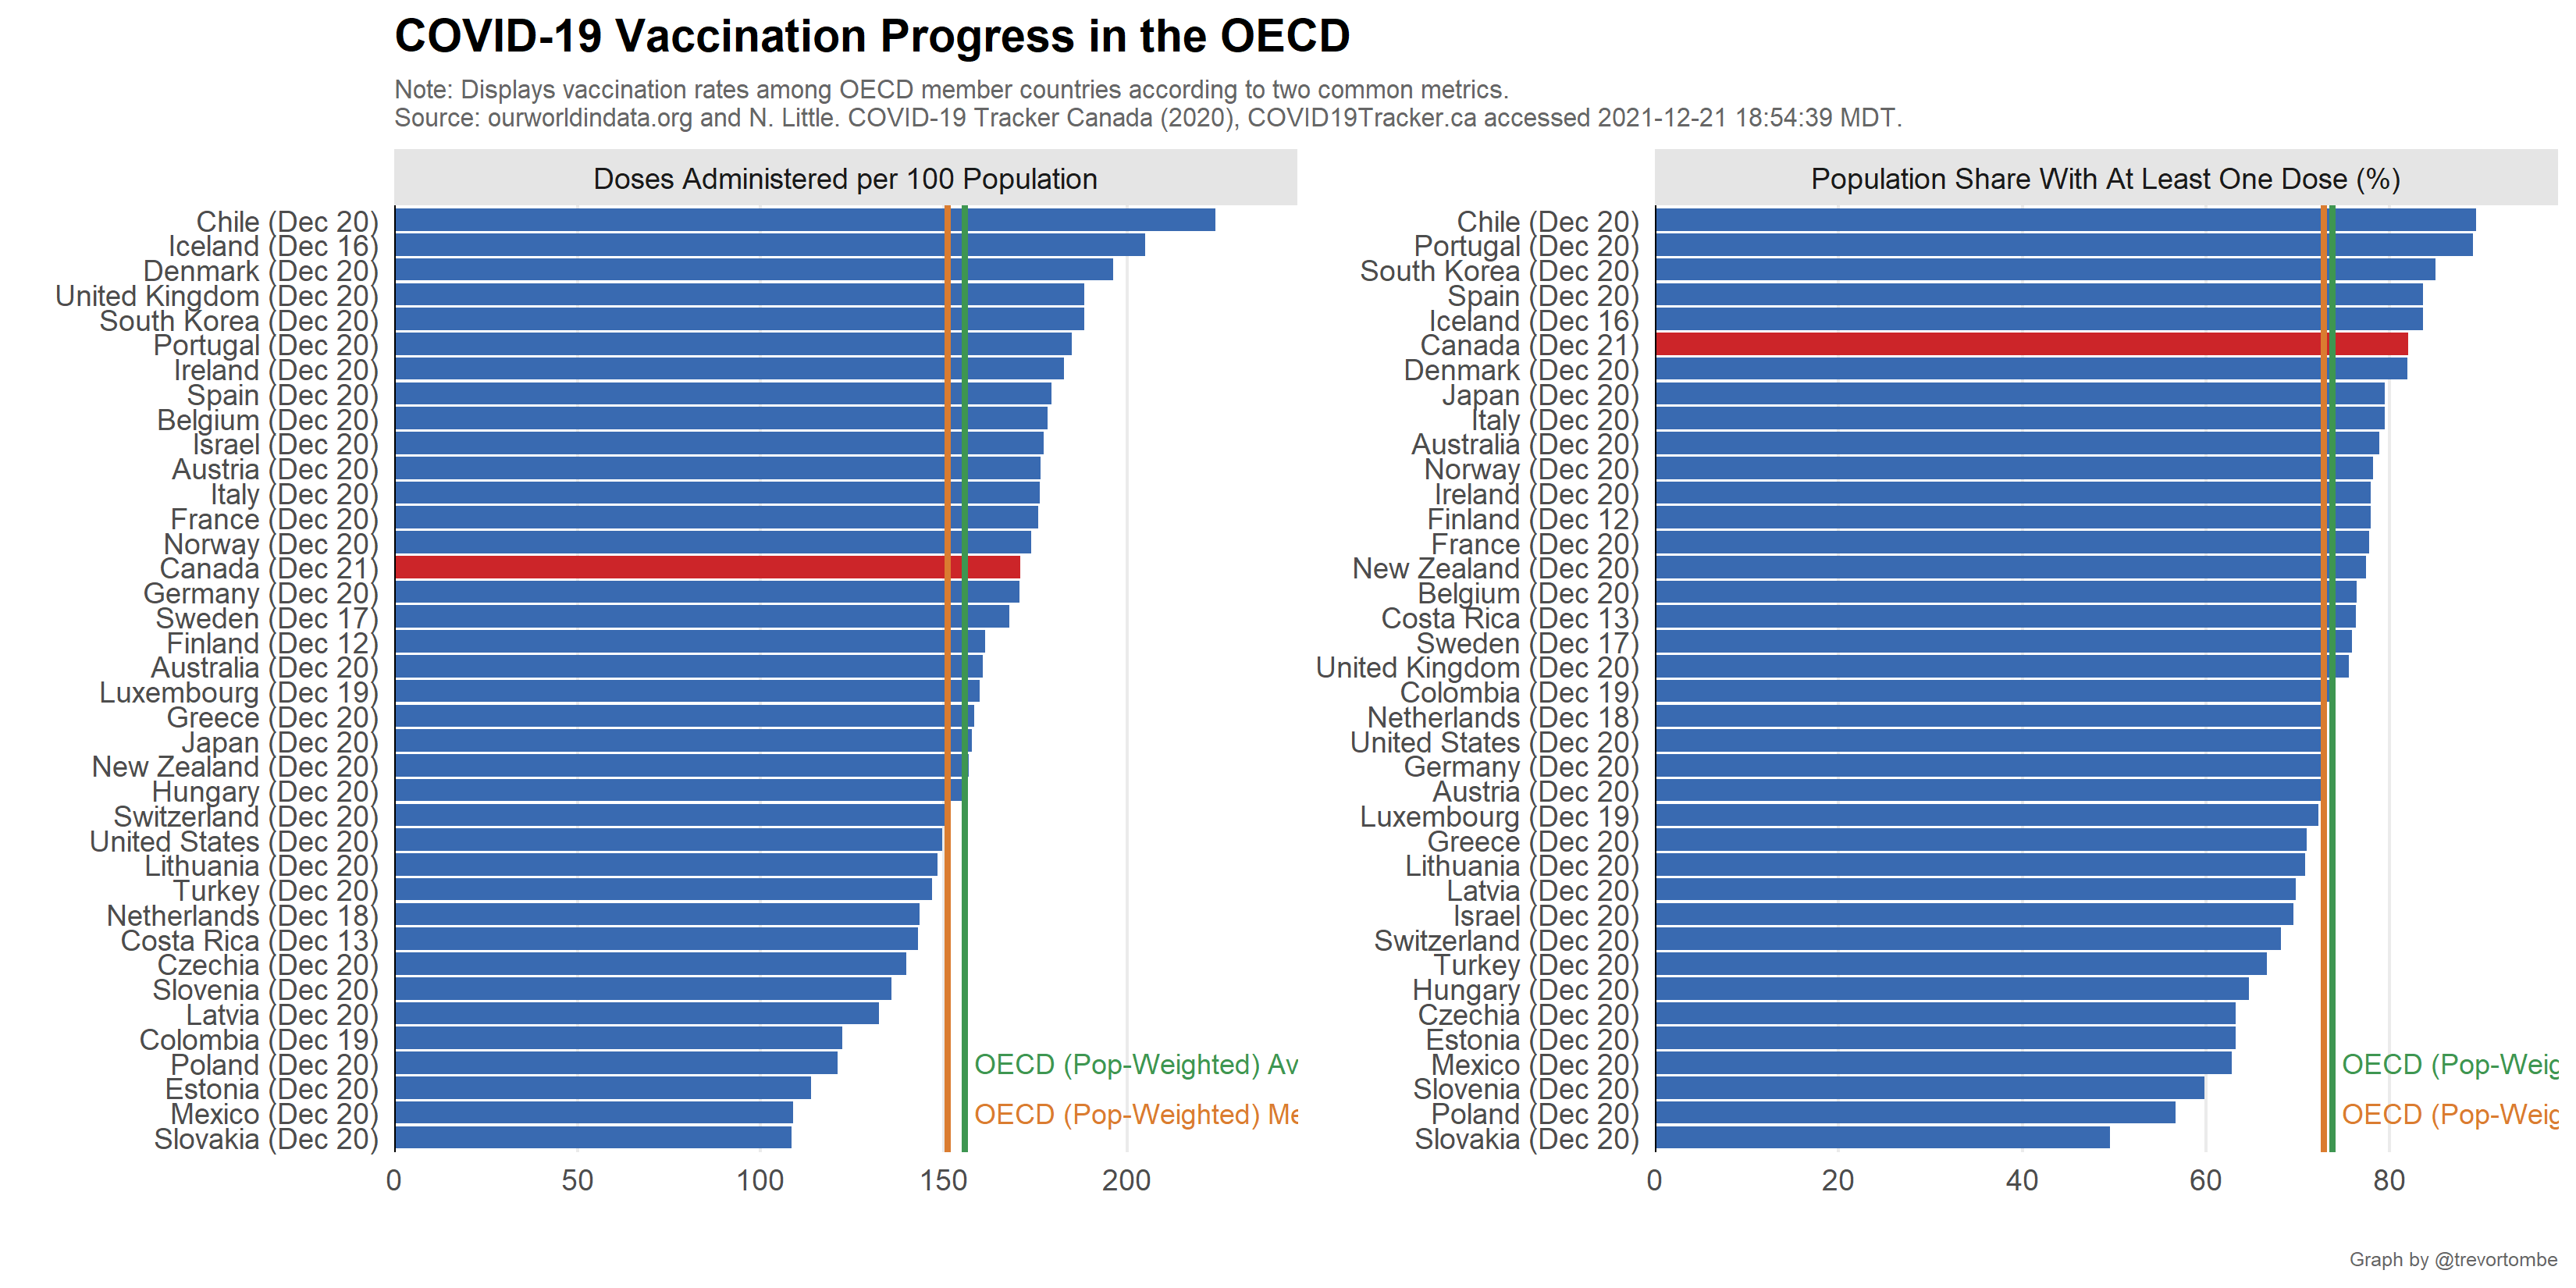 COVID-19 Vaccination Progress in the OECD
Note: Displays vaccination rates among OECD member countries according to two common metrics.
Source: ourworldindata.org and N. Little. COVID-19 Tracker Canada (2020), COVID19Tracker.ca accessed 2021-12-21 18:54:39 MDT.
Doses Administered per 100 Population
Chile (Dec 20)
Iceland (Dec 16)
Denmark (Dec 20)
United Kingdom (Dec 20)
South Korea (Dec 20)
Portugal (Dec 20)
Ireland (Dec 20)
Spain (Dec 20)
Belgium (Dec 20)
Israel (Dec 20)
Austria (Dec 20)
Italy (Dec 20)
France (Dec 20)
Norway (Dec 20)
Canada (Dec 21)
Germany (Dec 20)
Sweden (Dec 17)
Finland (Dec 12)
Australia (Dec 20)
Luxembourg (Dec 19)
Greece (Dec 20)
Japan (Dec 20)
New Zealand (Dec 20)
Hungary (Dec 20)
Switzerland (Dec 20)
United States (Dec 20)
Lithuania (Dec 20)
Turkey (Dec 20)
Netherlands (Dec 18)
Costa Rica (Dec 13)
Czechia (Dec 20)
Slovenia (Dec 20)
Latvia (Dec 20)
Colombia (Dec 19)
Poland (Dec 20)
Estonia (Dec 20)
Mexico (Dec 20)
Slovakia (Dec 20)
OECD (Pop-Weighted) Av
OECD (Pop-Weighted) Me
0 50 100 150 200
Population Share With At Least One Dose (%)
Chile (Dec 20)
Portugal (Dec 20)
South Korea (Dec 20)
Spain (Dec 20)
Iceland (Dec 16)
Canada (Dec 21)
Denmark (Dec 20)
Japan (Dec 20)
Italy (Dec 20)
Australia (Dec 20)
Norway (Dec 20)
Ireland (Dec 20)
Finland (Dec 12)
France (Dec 20)
New Zealand (Dec 20)
Belgium (Dec 20)
Costa Rica (Dec 13)
Sweden (Dec 17)
United Kingdom (Dec 20)
Colombia (Dec 19)
Netherlands (Dec 18)
United States (Dec 20)
Germany (Dec 20)
Austria (Dec 20)
Luxembourg (Dec 19)
Greece (Dec 20)
Lithuania (Dec 20)
Latvia (Dec 20)
Israel (Dec 20)
Switzerland (Dec 20)
Turkey (Dec 20)
Hungary (Dec 20)
Czechia (Dec 20)
Estonia (Dec 20)
Mexico (Dec 20)
Slovenia (Dec 20)
Poland (Dec 20)
Slovakia (Dec 20)
OECD (Pop-Weig
OECD (Pop-Weig
0 20 40 60 80
Graph by @trevortombe